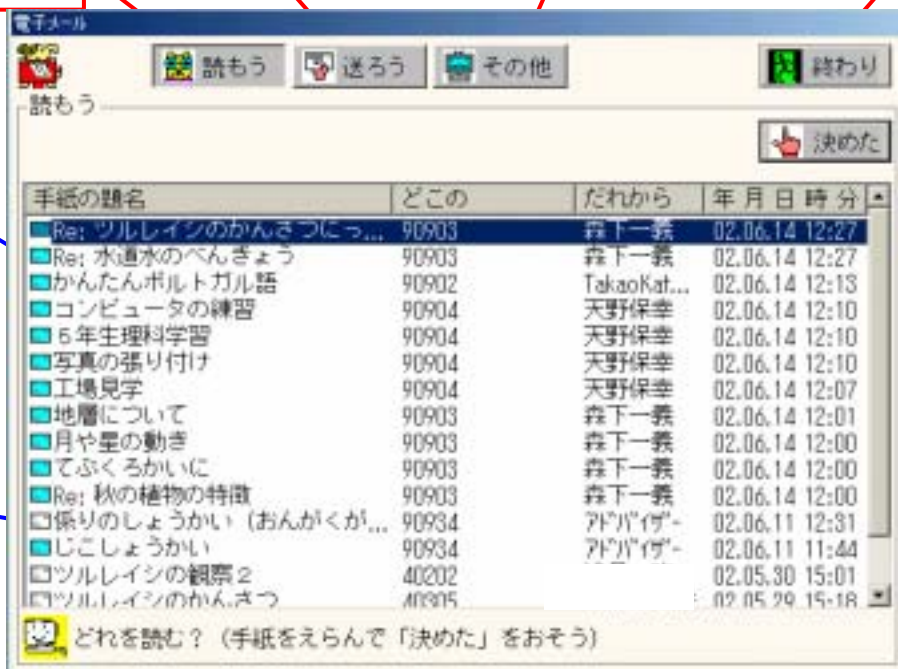 電子メール
読もう 送ろう その他 終わり
読もう
決めた
手紙の題名 どこの だれから 年月日時分
Re: ツルレイシのかんさつにっ... 90903 森下一義 02.06.14 12:27
Re: 水道水のべんきょう 90903 森下一義 02.06.14 12:27
かんたんポルトガル語 90902 TakaoKat... 02.06.14 12:13
コンピュータの練習 90904 天野保幸 02.06.14 12:10
5年生理科学習 90904 天野保幸 02.06.14 12:10
写真の張り付け 90904 天野保幸 02.06.14 12:10
工場見学 90904 天野保幸 02.06.14 12:07
地層について 90903 森下一義 02.06.14 12:01
月や星の動き 90903 森下一義 02.06.14 12:00
てぶくろかいに 90903 森下一義 02.06.14 12:00
Re: 秋の植物の特徴 90903 森下一義 02.06.14 12:00
係りのしょうかい（おんがくが... 90934 アドバイザー 02.06.11 12:31
じこしょうかい 90934 アドバイザー 02.06.11 11:44
ツルレイシの観察2 40202 02.05.30 15:01
ツルレイシのかんさつ 40305 02.05.29 15:18
どれを読む？（手紙をえらんで「決めた」をおそう）